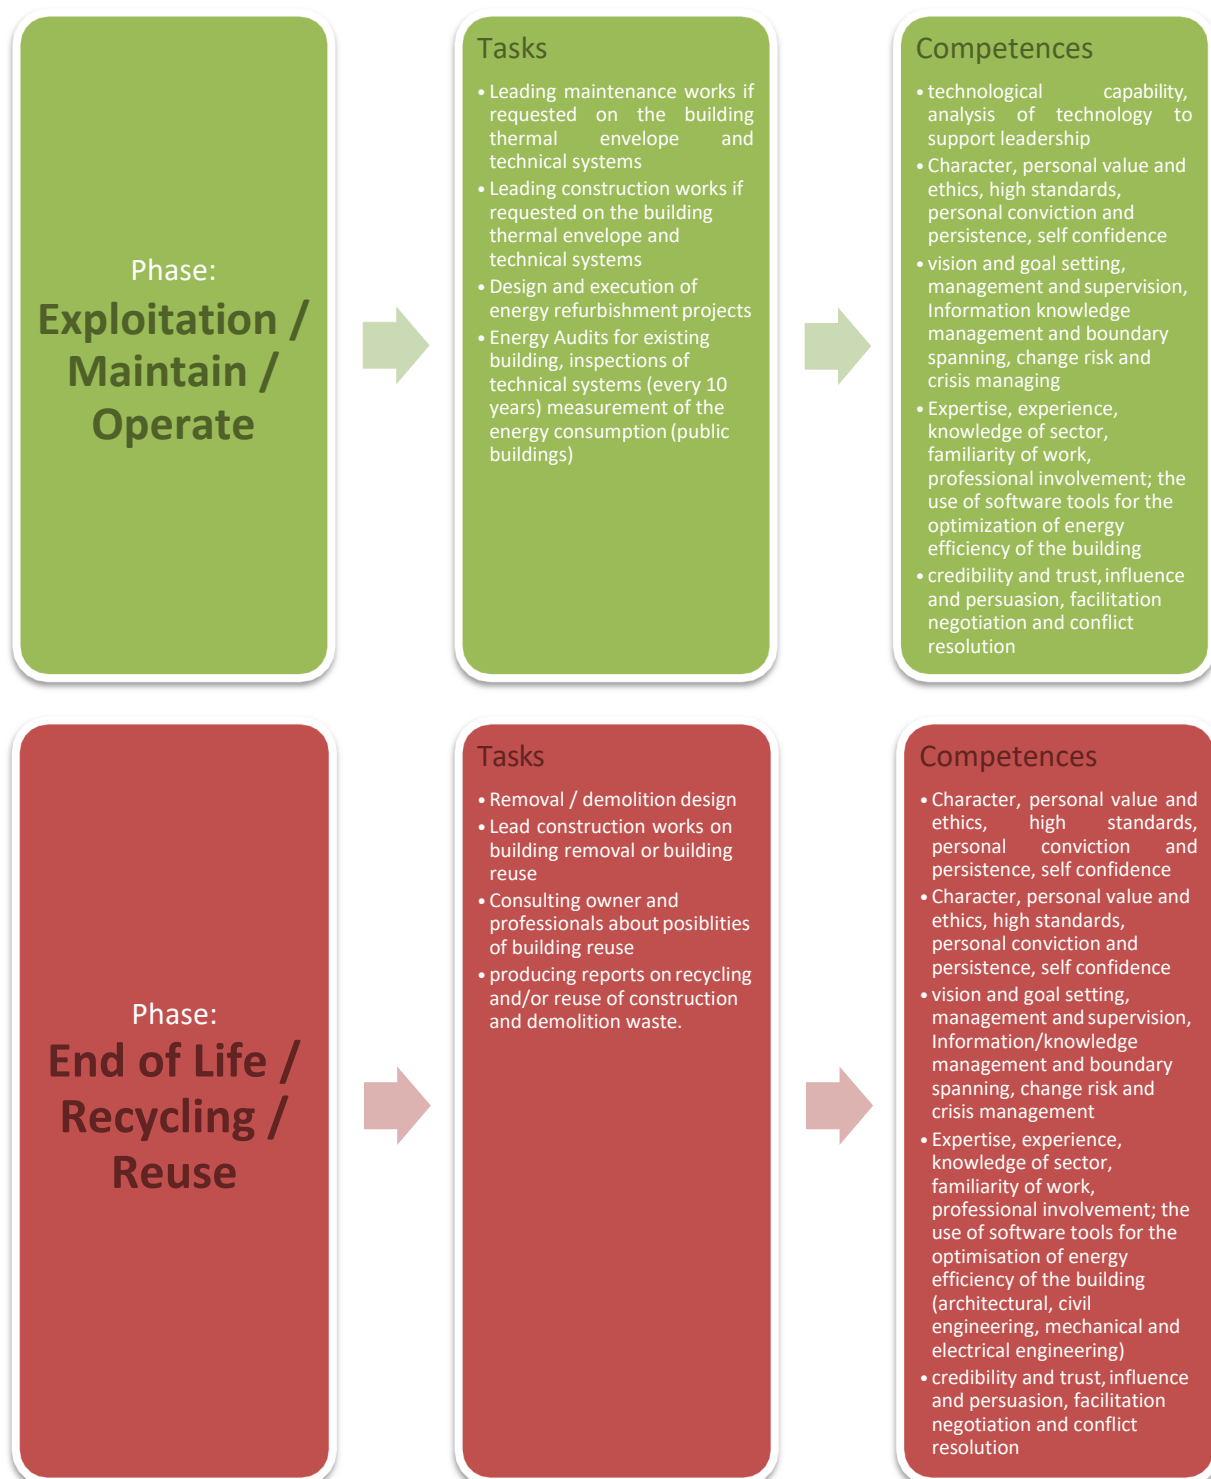 Phase:
Exploitation /
Maintain /
Operate
Tasks
• Leading maintenance works if
requested on the building
thermal envelope and
technical systems
• Leading construction works if
requested on the building
thermal envelope and
technical systems
• Design and execution of
energy refurbishment projects
• Energy Audits for existing
building, inspections of
technical systems (every 10
years) measurement of the
energy consumption (public
buildings)
Competences
• technological capability,
analysis of technology to
support leadership
• Character, personal value and
ethics, high standards,
personal conviction and
persistence, self confidence
• vision and goal setting,
management and supervision,
Information knowledge
management and boundary
spanning, change risk and
crisis managing
• Expertise, experience,
knowledge of sector,
familiarity of work,
professional involvement; the
use of software tools for the
optimization of energy
efficiency of the building
• credibility and trust, influence
and persuasion, facilitation
negotiation and conflict
resolution
Phase:
End of Life /
Recycling /
Reuse
Tasks
• Removal / demolition design
• Lead construction works on
building removal or building
reuse
• Consulting owner and
professionals about posiblities
of building reuse
• producing reports on recycling
and/or reuse of construction
and demolition waste.
Competences
• Character, personal value and
ethics, high standards,
personal conviction and
persistence, self confidence
• Character, personal value and
ethics, high standards,
personal conviction and
persistence, self confidence
• vision and goal setting,
management and supervision,
Information/knowledge
management and boundary
spanning, change risk and
crisis management
• Expertise, experience,
knowledge of sector,
familiarity of work,
professional involvement; the
use of software tools for the
optimisation of energy
efficiency of the building
(architectural, civil
engineering, mechanical and
electrical engineering)
• credibility and trust, influence
and persuasion, facilitation
negotiation and conflict
resolution